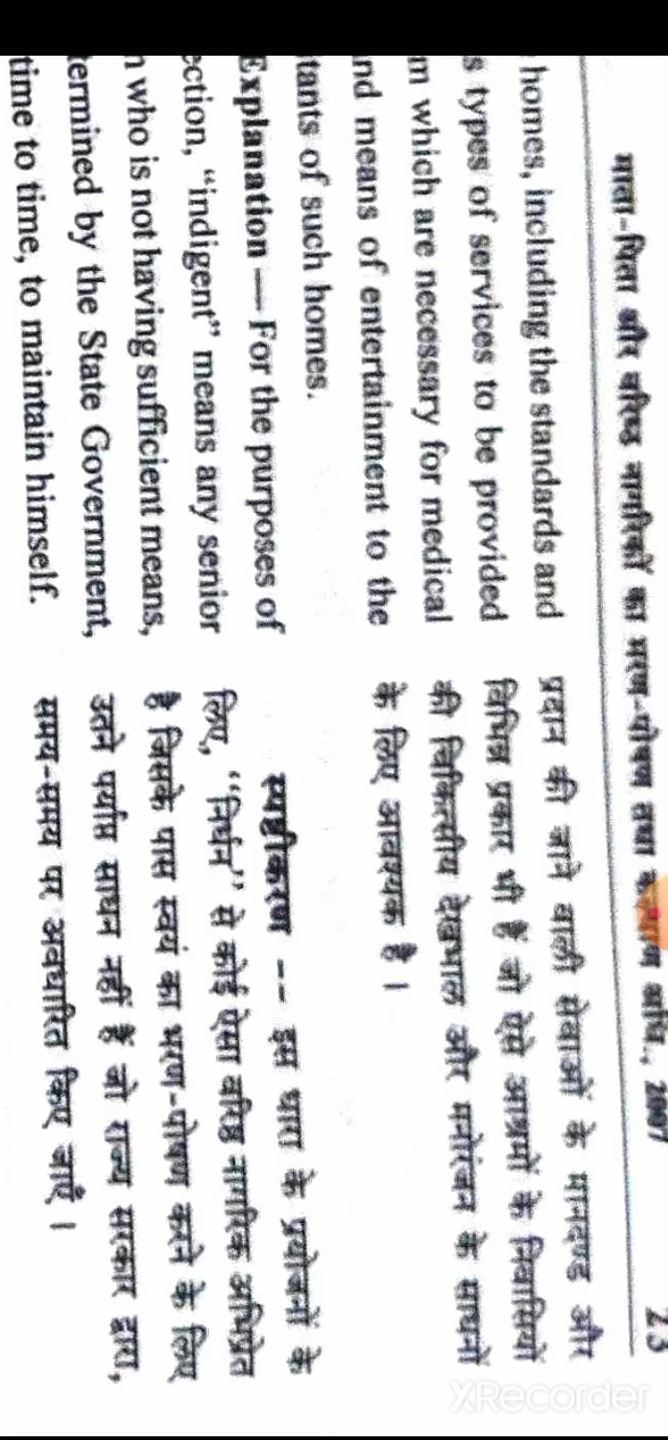 माता-पिता और वरिष्ठ नागरिकों का भरण-पोषण तथा अधि., 2007 23
homes, including the standards and
types of services to be provided
which are necessary for medical
means of entertainment to the
of such homes.
Explanation — For the purposes of
"indigent" means any senior
who is not having sufficient means,
by the State Government,
time to time, to maintain himself.
प्रदान की जाने वाली सेवाओं के मानदण्ड और
विभिन्न प्रकार भी हैं जो ऐसे आश्रमों के निवासियों
की चिकित्सीय देखभाल और मनोरंजन के साधनों
के लिए आवश्यक है ।
स्पष्टीकरण -- इस धारा के प्रयोजनों के
लिए, "निर्धन" से कोई ऐसा वरिष्ठ नागरिक अभिप्रेत
है जिसके पास स्वयं का भरण-पोषण करने के लिए
उतने पर्याप्त साधन नहीं हैं जो राज्य सरकार द्वारा,
समय-समय पर अवधारित किए जाएँ ।
XRecorder